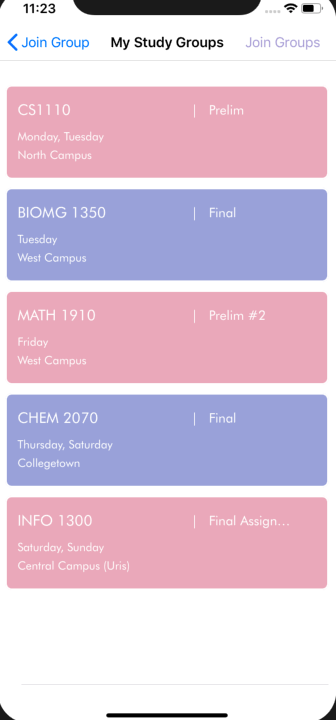 11:23
Join Group My Study Groups Join Groups
CS1110 | Prelim
Monday, Tuesday
North Campus
BIOMG 1350 | Final
Tuesday
West Campus
MATH 1910 | Prelim #2
Friday
West Campus
CHEM 2070 | Final
Thursday, Saturday
Collegetown
INFO 1300 | Final Assign...
Saturday, Sunday
Central Campus (Uris)